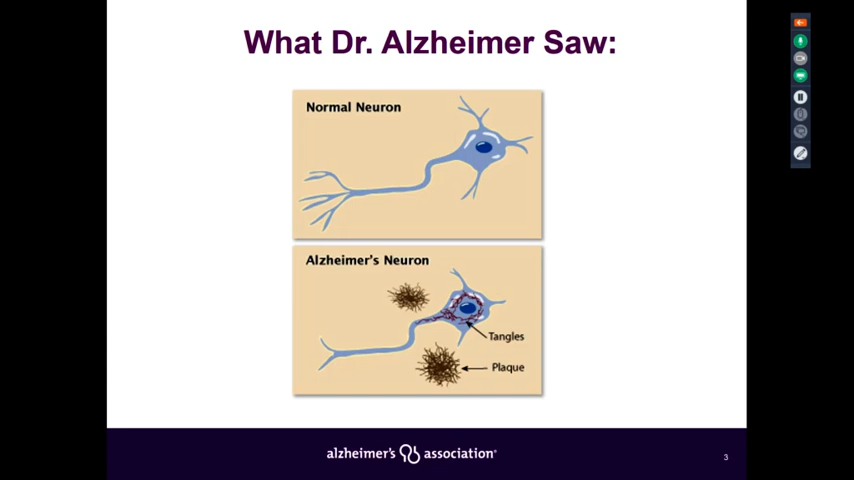 What Dr. Alzheimer Saw:
Normal Neuron
Alzheimer's Neuron
Tangles
Plaque
alzheimer's association®
3